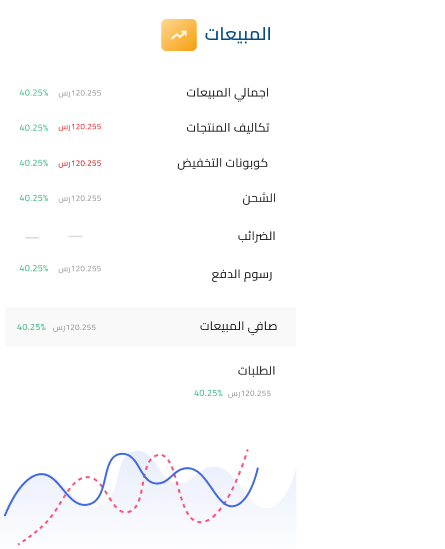 المبيعات
اجمالي المبيعات 120.255رس 40.25%
تكاليف المنتجات 120.255رس 40.25%
كوبونات التخفيض 120.255رس 40.25%
الشحن 120.255رس 40.25%
الضرائب — —
رسوم الدفع 120.255رس 40.25%
صافي المبيعات 120.255رس 40.25%
الطلبات
120.255رس 40.25%